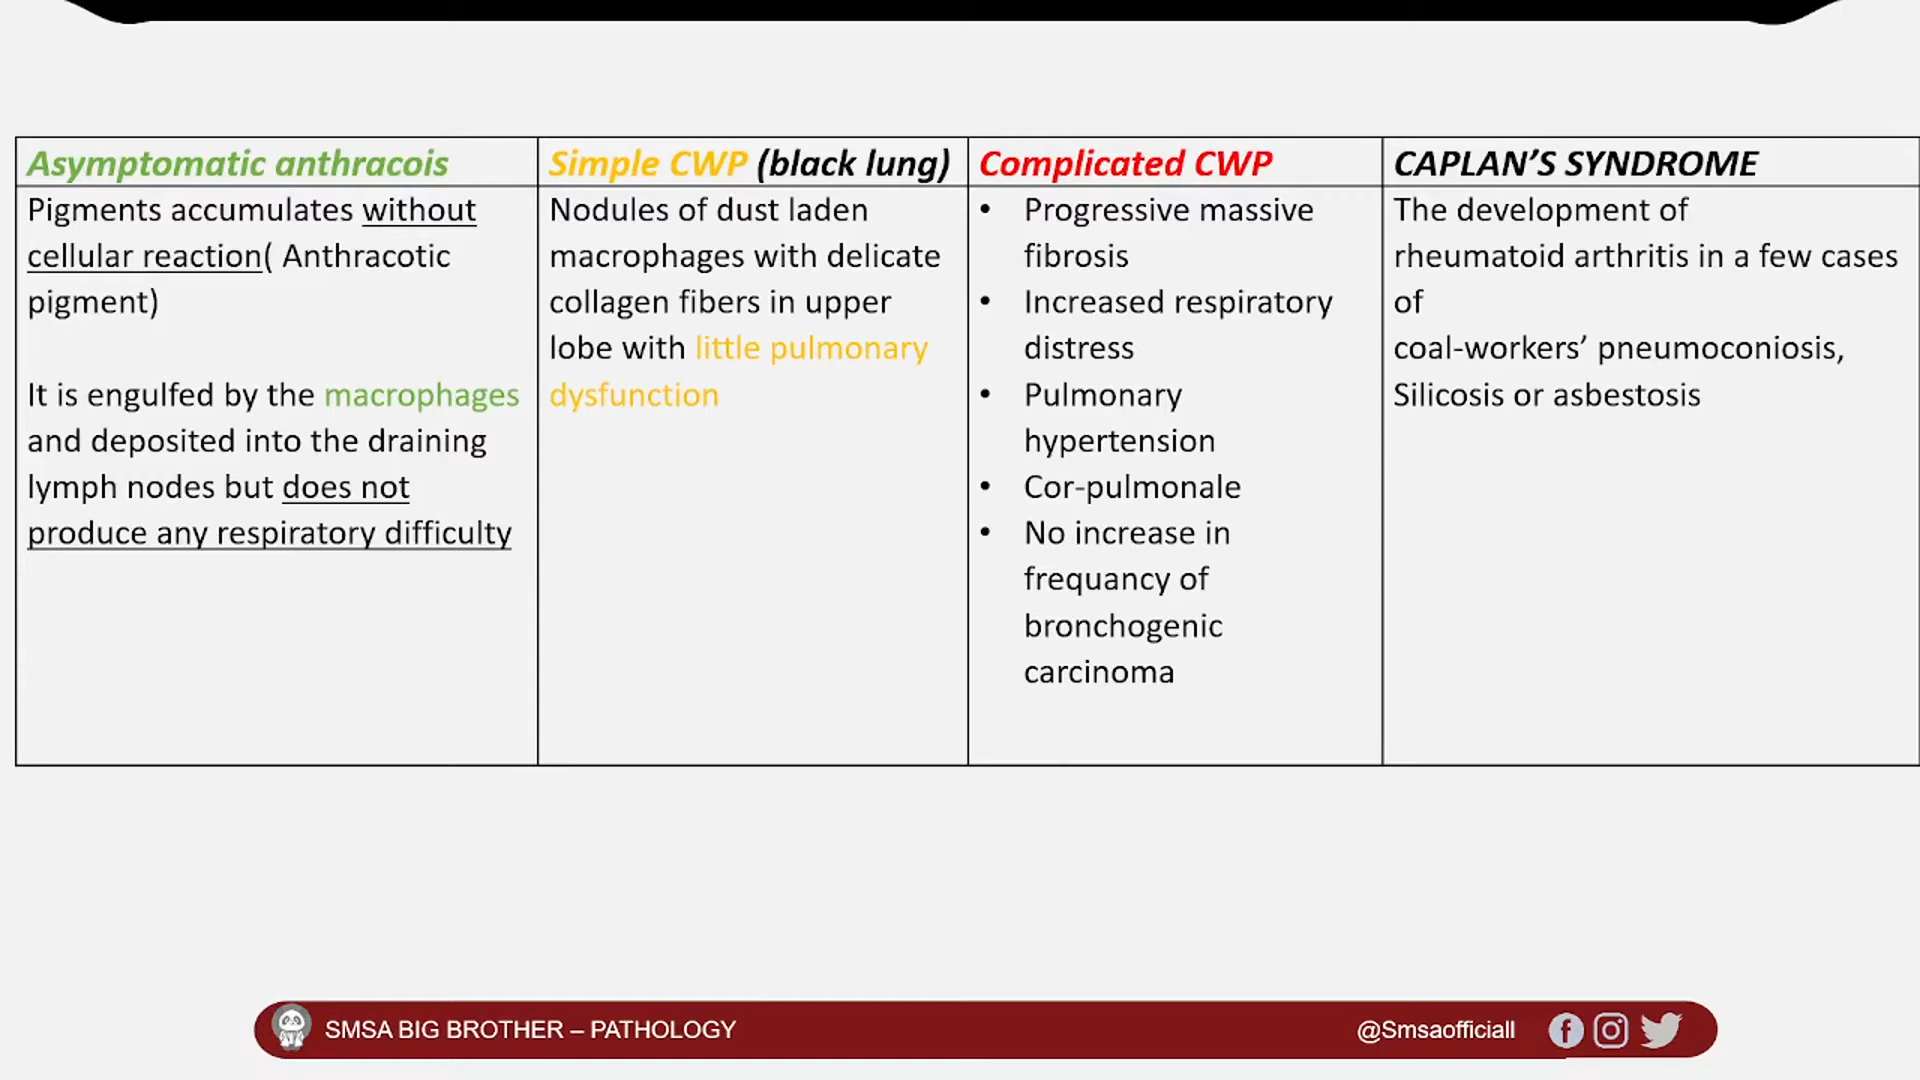 Asymptomatic anthracois
Pigments accumulates without
cellular reaction( Anthracotic
pigment)
It is engulfed by the macrophages
and deposited into the draining
lymph nodes but does not
produce any respiratory difficulty
Simple CWP (black lung)
Nodules of dust laden
macrophages with delicate
collagen fibers in upper
lobe with little pulmonary
dysfunction
Complicated CWP
• Progressive massive
fibrosis
• Increased respiratory
distress
• Pulmonary
hypertension
• Cor-pulmonale
• No increase in
frequancy of
bronchogenic
carcinoma
CAPLAN’S SYNDROME
The development of
rheumatoid arthritis in a few cases
of
coal-workers’ pneumoconiosis,
Silicosis or asbestosis
SMSA BIG BROTHER – PATHOLOGY
@Smsaofficiall